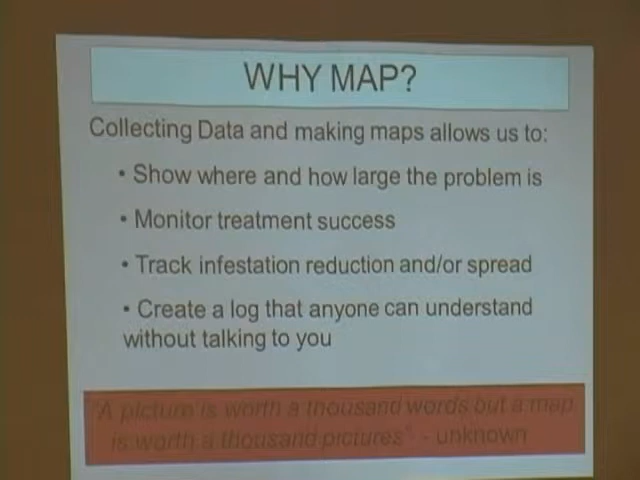 WHY MAP?
Collecting Data and making maps allows us to:
• Show where and how large the problem is
• Monitor treatment success
• Track infestation reduction and/or spread
• Create a log that anyone can understand
without talking to you
"A picture is worth a thousand words but a map
is worth a thousand pictures" - unknown